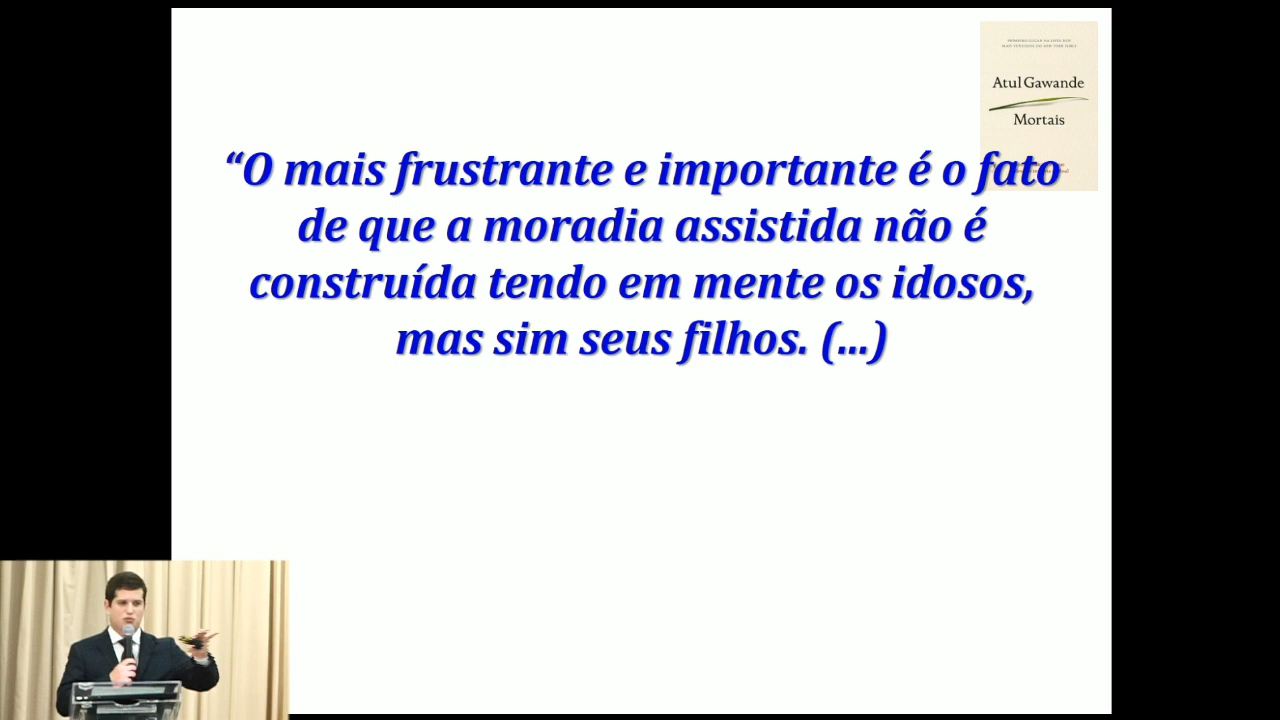 Atul Gawande
Mortais
“O mais frustrante e importante é o fato
de que a moradia assistida não é
construída tendo em mente os idosos,
mas sim seus filhos. (...)